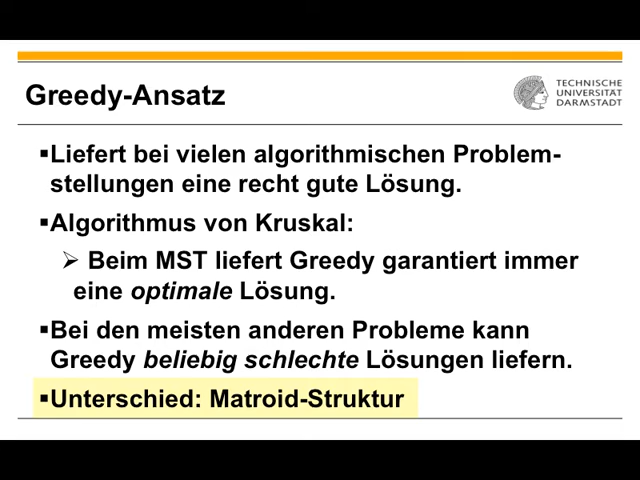 Greedy-Ansatz
TECHNISCHE
UNIVERSITÄT
DARMSTADT
▪Liefert bei vielen algorithmischen Problem-
stellungen eine recht gute Lösung.
▪Algorithmus von Kruskal:
➢ Beim MST liefert Greedy garantiert immer
eine optimale Lösung.
▪Bei den meisten anderen Probleme kann
Greedy beliebig schlechte Lösungen liefern.
▪Unterschied: Matroid-Struktur